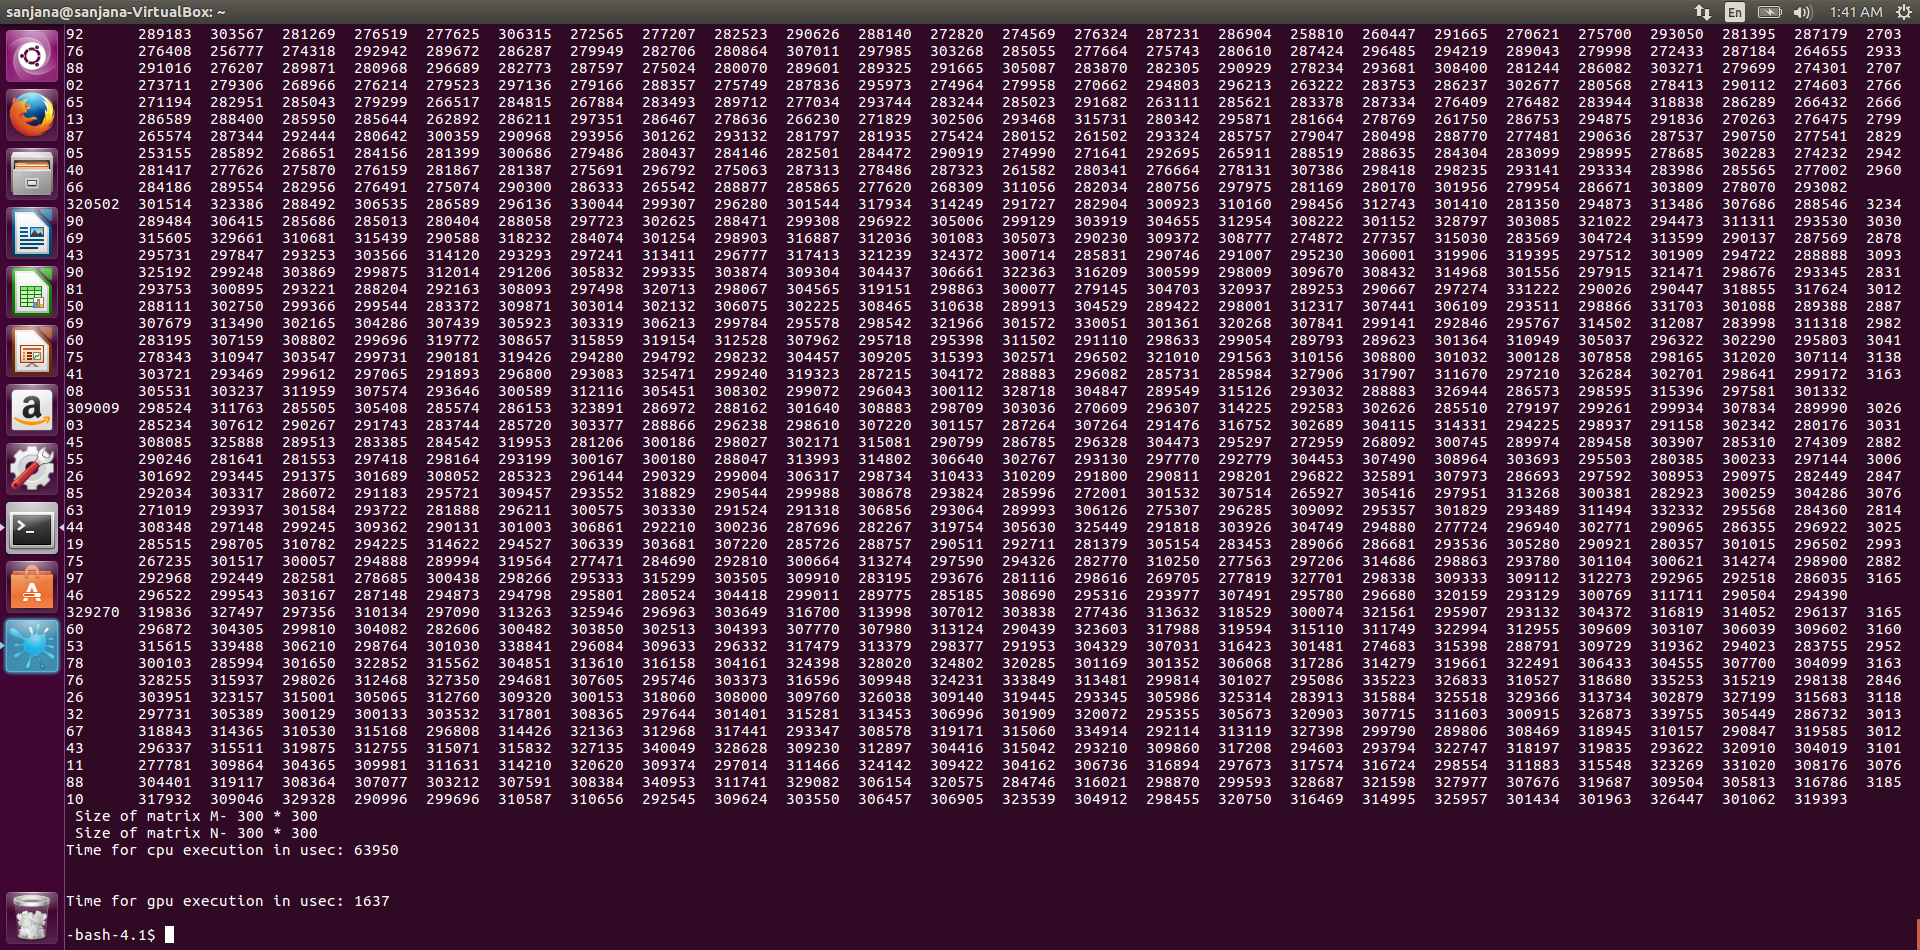 sanjana@sanjana-VirtualBox: ~
En
1:41 AM
92 289183 303567 281269 276519 277625 306315 272565 277207 282523 290626 288140 272820 274569 276324 287231 286904 258810 260447 291665 270621 275700 293050 281395 287179 2703
76 276408 256777 274318 292942 289672 286287 279949 282706 280864 307011 297985 303268 285055 277664 275743 280610 287424 296485 294219 289043 279998 272433 287184 264655 2933
88 291016 276207 289871 280968 296689 282773 287597 275024 280070 289601 289325 291665 305087 283870 282305 290929 278234 293681 308400 281244 286082 303271 279699 274301 2707
02 273711 279306 268966 276214 279523 297136 279166 288357 275749 287836 295973 274964 279958 270662 294803 296213 263222 283753 286237 302677 280568 278413 290112 274603 2766
65 271194 282951 285043 279299 266517 284815 267884 283493 289712 277034 293744 283244 285023 291682 263111 285621 283378 287334 276409 276482 283944 318838 286289 266432 2666
13 286589 288400 285950 285644 262892 286211 297351 286467 278636 266230 271829 302506 293468 315731 280342 295871 281664 278769 261750 286753 294875 291836 270263 276475 2799
87 265574 287344 292444 280642 300359 290968 293956 301262 293132 281797 281935 275424 280152 261502 293324 285757 279047 280498 288770 277481 290636 287537 290750 277541 2829
05 253155 285892 268651 284156 281399 300686 279486 280437 284146 282501 284472 290919 274990 271641 292695 265911 288519 288635 284304 283099 298995 278685 302283 274232 2942
40 281417 277626 275870 276159 281867 281387 275691 296792 275063 287313 278486 287323 261582 280341 276664 278131 307386 298418 298235 293141 293334 283986 285565 277002 2960
66 284186 289554 282956 276491 275074 290300 286333 265542 288877 285865 277620 268309 311056 282034 280756 297975 281169 280170 301956 279954 286671 303809 278070 293082
320502 301514 323386 288492 306535 286589 296136 330044 299307 296280 301544 317934 314249 291727 282904 300923 310160 298456 312743 301410 281350 294873 313486 307686 288546 3234
90 289484 306415 285686 285013 280404 288058 297723 302625 288471 299308 296922 305006 299129 303919 304655 312954 308222 301152 328797 303085 321022 294473 311311 293530 3030
69 315605 329661 310681 315439 290588 318232 284074 301254 298903 316887 312036 301083 305073 290230 309372 308777 274872 277357 315030 283569 304724 313599 290137 287569 2878
43 295731 297847 293253 303566 314120 293293 297241 313411 296777 317413 321239 324372 300714 285831 290746 291007 295230 306001 319906 319395 297512 301909 294722 288888 3093
90 325192 299248 303869 299875 312014 291206 305832 299335 303874 309304 304437 306661 322363 316209 300599 298009 309670 308432 314968 301556 297915 321471 298676 293345 2831
81 293753 300895 293221 288204 292163 308093 297498 320713 298067 304565 319151 298863 300077 279145 304703 320937 289253 290667 297274 331222 290026 290447 318855 317624 3012
50 288111 302750 299366 299544 283372 309871 303014 302132 306075 302225 308465 310638 289913 304529 289422 298001 312317 307441 306109 293511 298866 331703 301088 289388 2887
69 307679 313490 302165 304286 307439 305923 303319 306213 299784 295578 298542 321966 301572 330051 301361 320268 307841 299141 292846 295767 314502 312087 283998 311318 2982
60 283195 307159 308802 299696 319772 308657 315859 319154 312528 307962 295718 295398 311502 291110 298633 299054 289793 289623 301364 310949 305037 296322 302290 295803 3041
75 278343 310947 303547 299731 290181 319426 294280 294792 299232 304457 309205 315393 302571 296502 321010 291563 310156 308800 301032 300128 307858 298165 312020 307114 3138
41 303721 293469 299612 297065 291893 296800 293083 325471 299240 319323 287215 304172 288883 296082 285731 285984 327906 317907 311670 297210 326284 302701 298641 299172 3163
08 305531 303237 311959 307574 293646 300589 312116 305451 308302 299072 296043 300112 328718 304847 289549 315126 293032 288883 326944 286573 298595 315396 297581 301332
309009 298524 311763 285505 305408 285574 286153 323891 286972 288162 301640 308883 298709 303036 270609 296307 314225 292583 302626 285510 279197 299261 299934 307834 289990 3026
03 285234 307612 290267 291743 283744 285720 303377 288866 296238 298610 307220 301157 287264 307264 291476 316752 302689 304115 314331 294225 298937 291158 302342 280176 3031
45 308085 325888 289513 283385 284542 319953 281206 300186 298027 302171 315081 290799 286785 296328 304473 295297 272959 268092 300745 289974 289458 303907 285310 274309 2882
55 290246 281641 281553 297418 298164 293199 300167 300180 288047 313993 314802 306640 302767 293130 297770 292779 304453 307490 308964 303693 295503 280385 300233 297144 3006
26 301692 293445 291375 301689 308052 285323 296144 290329 299004 306317 298734 310433 310209 291800 290811 298201 296822 325891 307973 286693 297592 308953 290975 282449 2847
85 292034 303317 286072 291183 295721 309457 293552 318829 290544 299988 308678 293824 285996 272001 301532 307514 265927 305416 297951 313268 300381 282923 300259 304286 3076
63 271019 293937 301584 293722 281888 296211 300575 303330 291524 291318 306856 293064 289993 306126 275307 296285 309092 295357 301829 293489 311494 332332 295568 284360 2814
44 308348 297148 299245 309362 290131 301003 306861 292210 300236 287696 282267 319754 305630 325449 291818 303926 304749 294880 277724 296940 302771 290965 286355 296922 3025
19 285515 298705 310782 294225 314622 294527 306339 303681 307220 285726 288757 290511 292711 281379 305154 283453 289066 286681 293536 305280 290921 280357 301015 296502 2993
75 267235 301517 300057 294888 289994 319564 277471 284690 292810 300664 313274 297590 294326 282770 310250 277563 297206 314686 298863 293780 301104 300621 314274 298900 2882
97 292968 292449 282581 278685 300438 298266 295333 315299 303505 309910 283195 293676 281116 298616 269705 277819 327701 298338 309333 309112 312273 292965 292518 286035 3165
46 296522 299543 303167 287148 294873 294798 295801 280524 304418 299011 289775 285185 308690 295316 293977 307491 295780 296680 320159 293129 300769 311711 290504 294390
329270 319836 327497 297356 310134 297090 313263 325946 296963 303649 316700 313998 307012 303838 277436 313632 318529 300074 321561 295907 293132 304372 316819 314052 296137 3165
60 296872 304305 299810 304082 282606 300482 303850 302513 304393 307770 307980 313124 290439 323603 317988 319594 315110 311749 322994 312955 309609 303107 306039 309602 3160
53 315615 339488 306210 298764 301030 338841 296084 309633 296332 317479 313379 298377 291953 304329 307031 316423 301481 274683 315398 288791 309729 319362 294023 283755 2952
78 300103 285994 301650 322852 315562 304851 313610 316158 304161 324398 328020 324802 320285 301169 301352 306068 317286 314279 319661 322491 306433 304555 307700 304099 3163
76 328255 315937 298026 312468 327350 294681 307605 295746 303373 316596 309948 324231 333849 313481 299814 301027 295086 335223 326833 310527 318680 335253 315219 298138 2846
26 303951 323157 315001 305065 312760 309320 300153 318060 308000 309760 326038 309140 319445 293345 305986 325314 283913 315884 325518 329366 313734 302879 327199 315683 3118
32 297731 305389 300129 300133 303532 317801 308365 297644 301401 315281 313453 306996 301909 320072 295355 305673 320903 307715 311603 300915 326873 339755 305449 286732 3013
67 318843 314365 310530 315168 296808 314426 321363 312968 317441 293347 308578 319171 315060 334914 292114 313119 327398 299790 289806 308469 318945 310157 290847 319585 3012
43 296337 315511 319875 312755 315071 315832 327135 340049 328628 309230 312897 304416 315042 293210 309860 317208 294603 293794 322747 318197 319835 293622 320910 304019 3101
11 277781 309864 304365 309981 311631 314210 320620 309374 297014 311466 324142 309422 304162 306736 316894 297673 317574 316724 298554 311883 315548 323269 331020 308176 3076
88 304401 319117 308364 307077 303212 307591 308384 340953 311741 329082 306154 320575 284746 316021 298870 299593 328687 321598 327977 307676 319687 309504 305813 316786 3185
10 317932 309046 329328 290996 299696 310587 310656 292545 309624 303550 306457 306905 323539 304912 298455 320750 316469 314995 325957 301434 301963 326447 301062 319393
Size of matrix M- 300 * 300
Size of matrix N- 300 * 300
Time for cpu execution in usec: 63950
Time for gpu execution in usec: 1637
-bash-4.1$